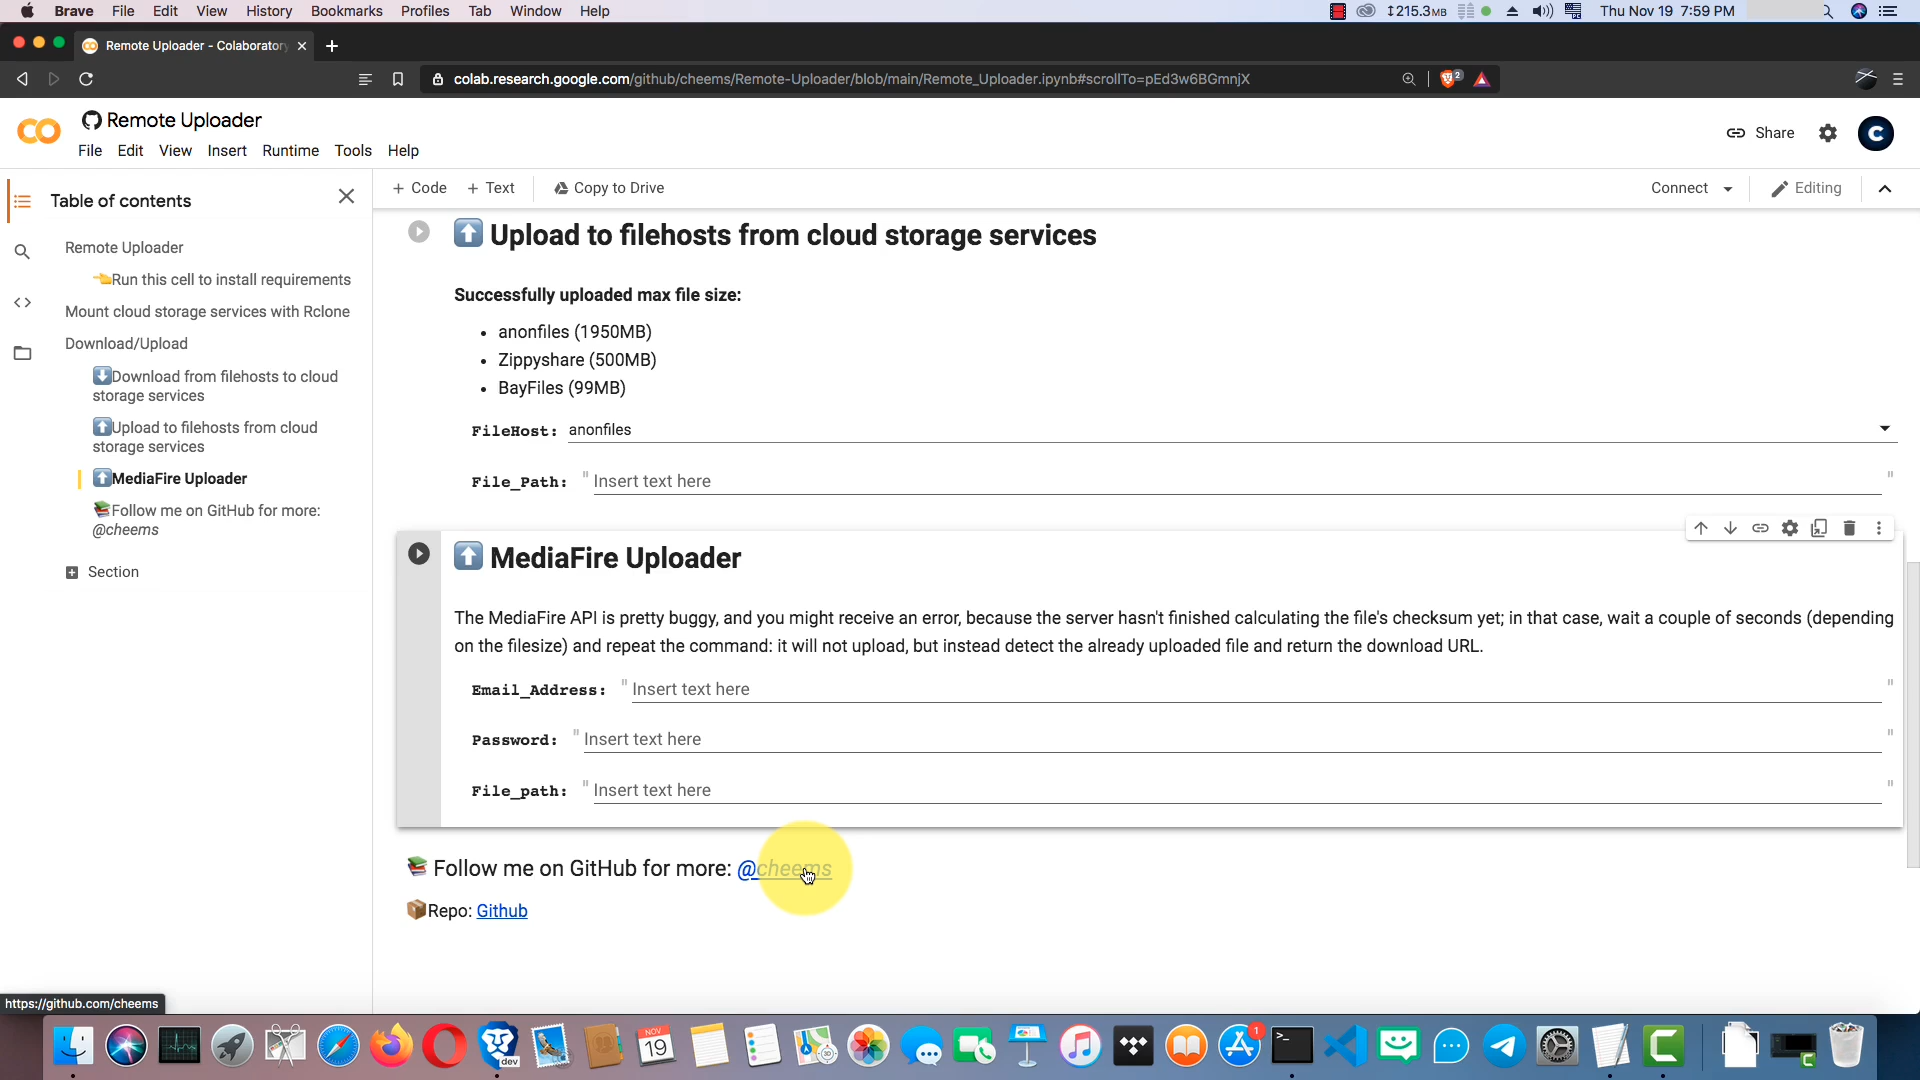 Brave File Edit View History Bookmarks Profiles Tab Window Help
215.3MB
Thu Nov 19 7:59 PM
Remote Uploader - Colaboratory
colab.research.google.com/github/cheems/Remote-Uploader/blob/main/Remote_Uploader.ipynb#scrollTo=pEd3w6BGmnjX
2
Remote Uploader
Share
C
File Edit View Insert Runtime Tools Help
Table of contents
+ Code + Text Copy to Drive
Connect
Editing
Remote Uploader
Run this cell to install requirements
Mount cloud storage services with Rclone
Download/Upload
Download from filehosts to cloud
storage services
Upload to filehosts from cloud
storage services
MediaFire Uploader
Follow me on GitHub for more:
@cheems
Section
Upload to filehosts from cloud storage services
Successfully uploaded max file size:
• anonfiles (1950MB)
• Zippyshare (500MB)
• BayFiles (99MB)
FileHost: anonfiles
File_Path: " Insert text here "
MediaFire Uploader
The MediaFire API is pretty buggy, and you might receive an error, because the server hasn't finished calculating the file's checksum yet; in that case, wait a couple of seconds (depending
on the filesize) and repeat the command: it will not upload, but instead detect the already uploaded file and return the download URL.
Email_Address: " Insert text here "
Password: " Insert text here "
File_path: " Insert text here "
Follow me on GitHub for more: @cheems
Repo: Github
https://github.com/cheems
dev
NOV
19
3D
1